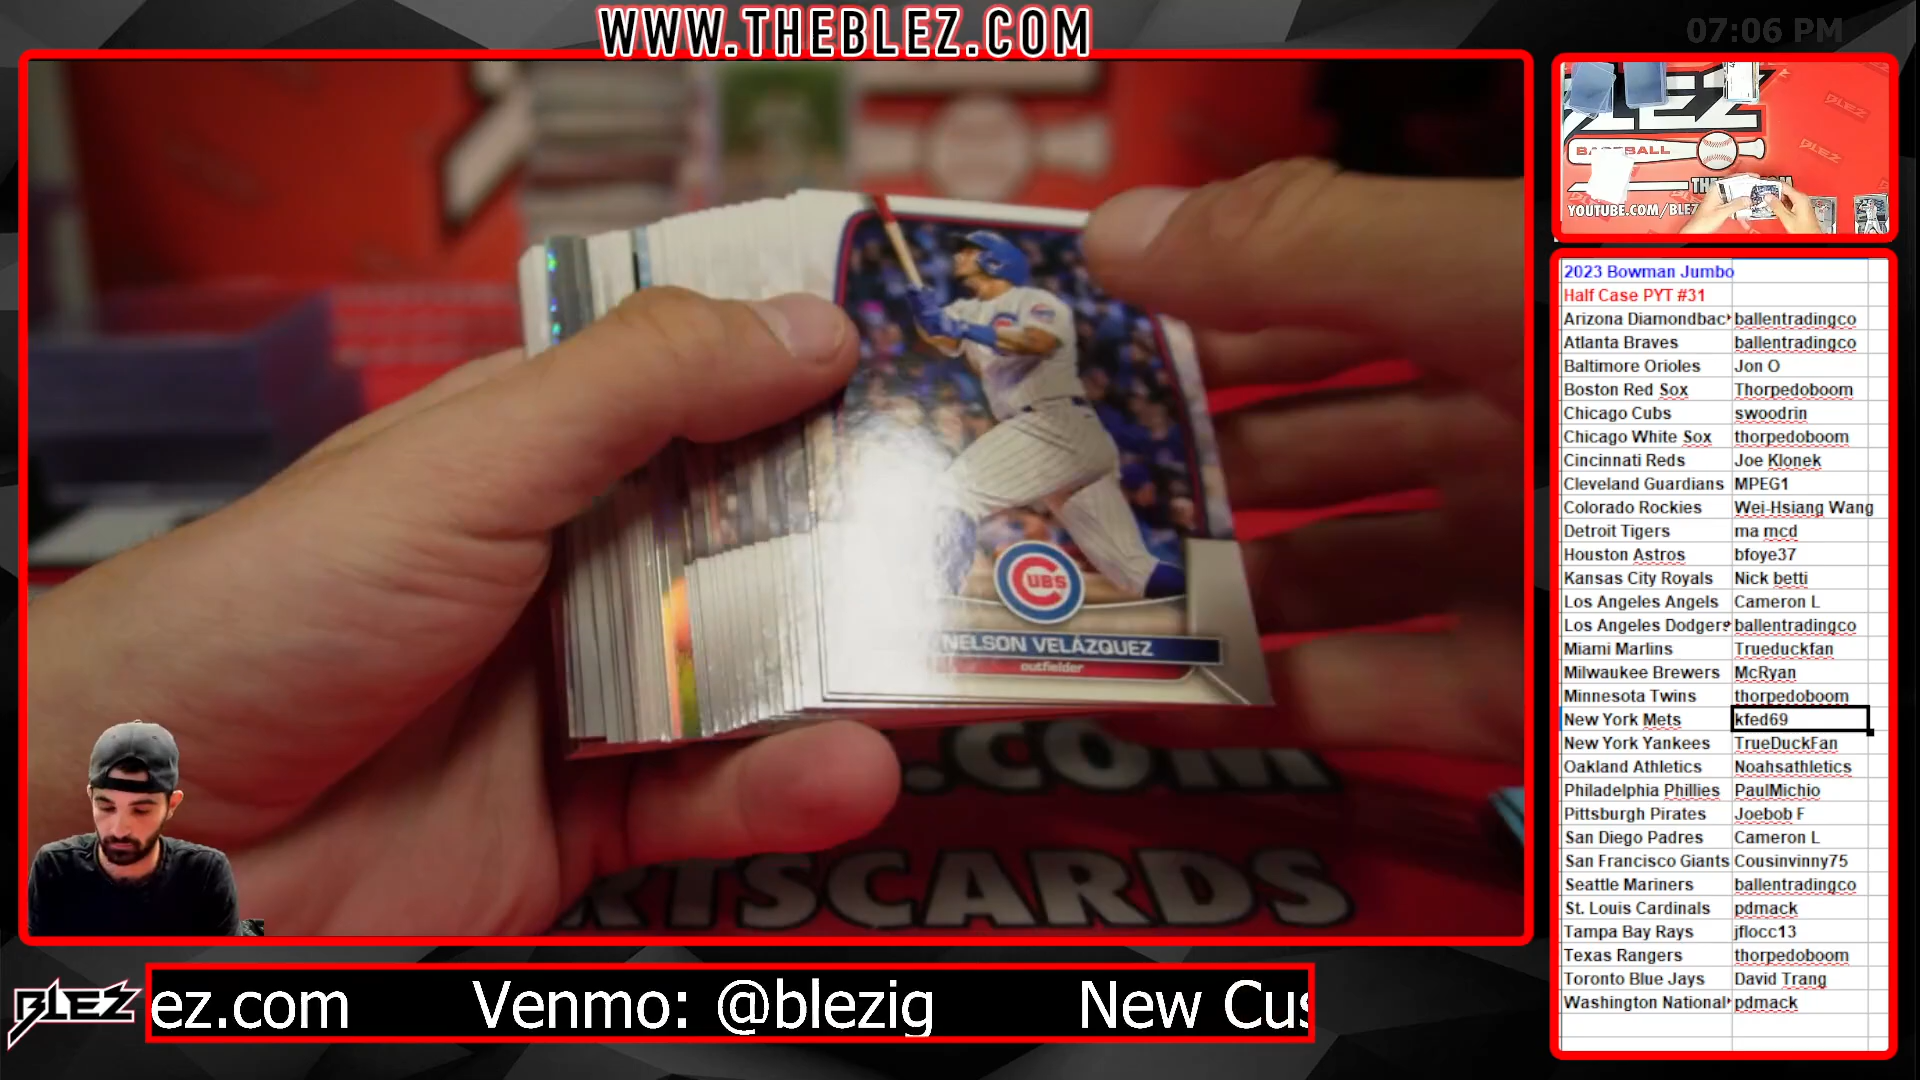 WWW.THEBLEZ.COM
07:06 PM
NELSON VELÁZQUEZ
outfielder
CUBS
.COM
RTSCARDS
BLEZ
BASEBALL
YOUTUBE.COM/BLEZ
2023 Bowman Jumbo
Half Case PYT #31
Arizona Diamondbac ballentradingco
Atlanta Braves ballentradingco
Baltimore Orioles Jon O
Boston Red Sox Thorpedoboom
Chicago Cubs swoodrin
Chicago White Sox thorpedoboom
Cincinnati Reds Joe Klonek
Cleveland Guardians MPEG1
Colorado Rockies Wei-Hsiang Wang
Detroit Tigers ma mcd
Houston Astros bfoye37
Kansas City Royals Nick betti
Los Angeles Angels Cameron L
Los Angeles Dodgers ballentradingco
Miami Marlins Trueduckfan
Milwaukee Brewers McRyan
Minnesota Twins thorpedoboom
New York Mets kfed69
New York Yankees TrueDuckFan
Oakland Athletics Noahsathletics
Philadelphia Phillies PaulMichio
Pittsburgh Pirates Joebob F
San Diego Padres Cameron L
San Francisco Giants Cousinvinny75
Seattle Mariners ballentradingco
St. Louis Cardinals pdmack
Tampa Bay Rays jflocc13
Texas Rangers thorpedoboom
Toronto Blue Jays David Trang
Washington National pdmack
BLEZ
ez.com Venmo: @blezig New Cus